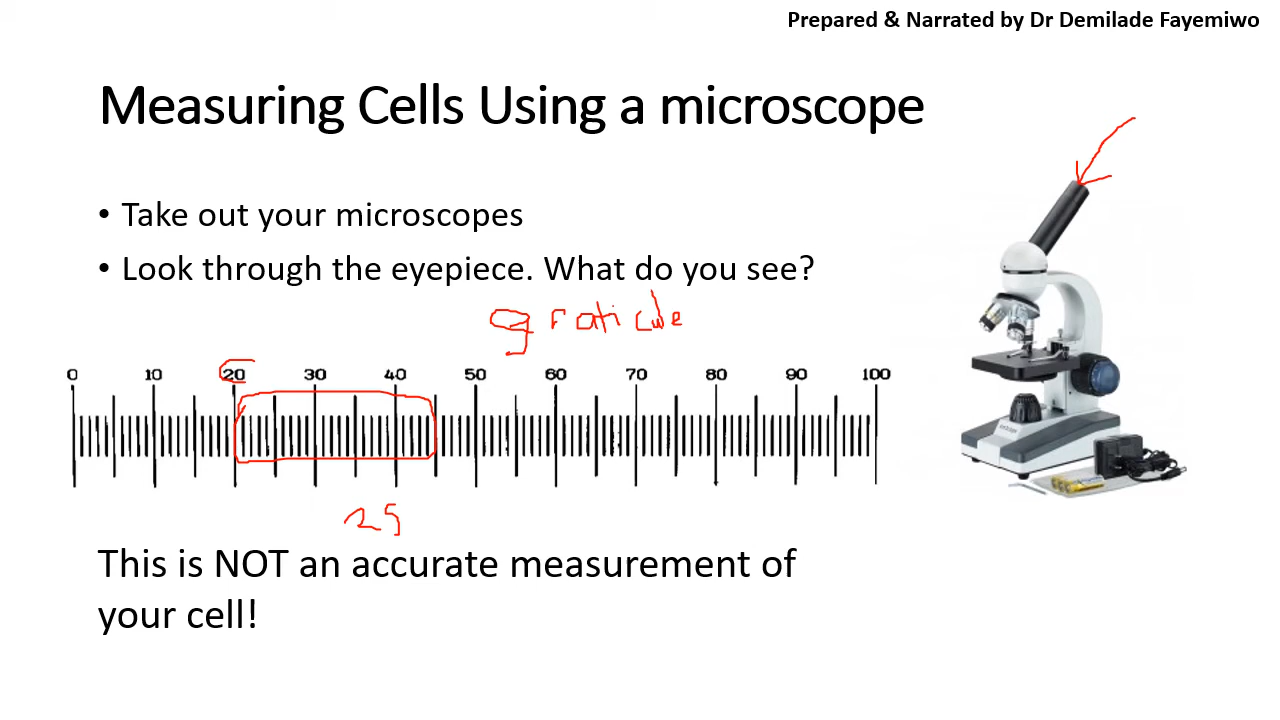 Prepared & Narrated by Dr Demilade Fayemiwo
Measuring Cells Using a microscope
• Take out your microscopes
• Look through the eyepiece. What do you see?
graticule
0 10 20 30 40 50 60 70 80 90 100
25
This is NOT an accurate measurement of
your cell!